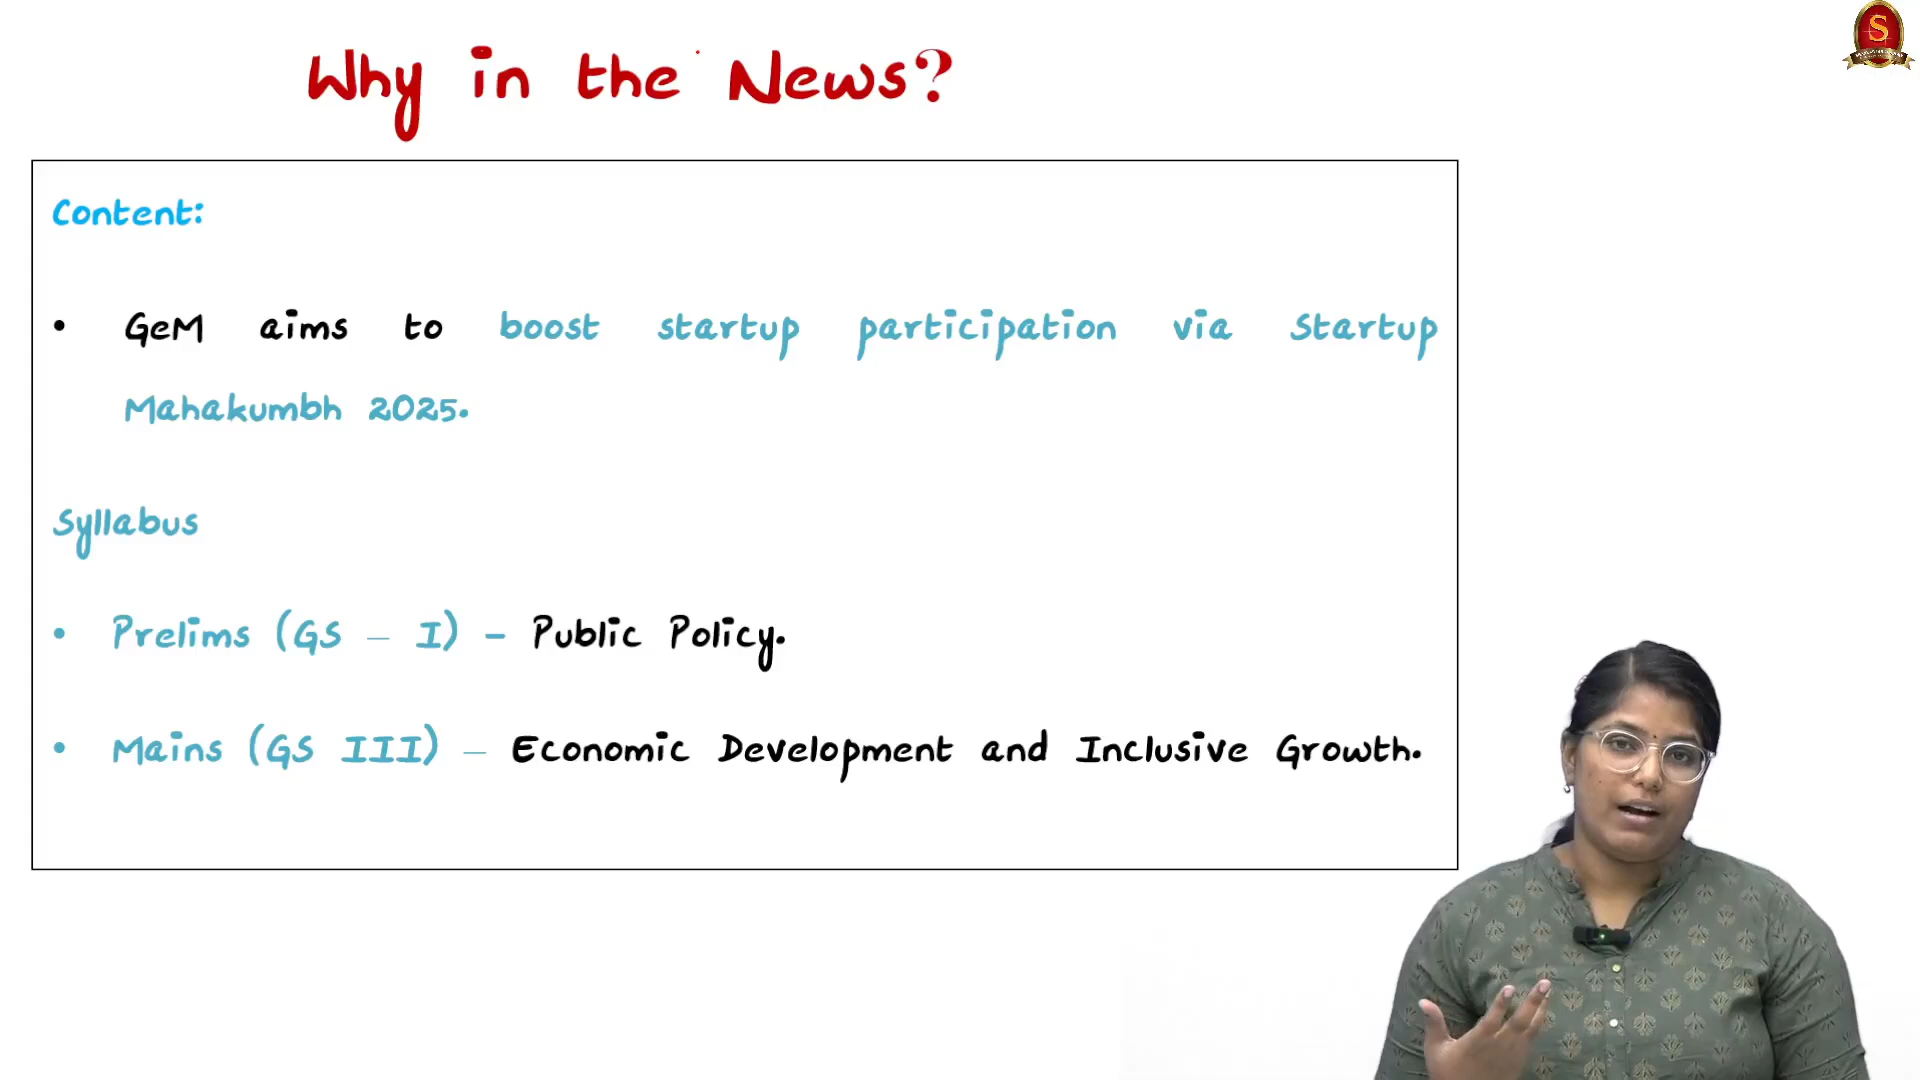 Why in the News?
S
Content:
• GeM aims to boost startup participation via Startup
Mahakumbh 2025.
Syllabus
• Prelims (GS – I) - Public Policy.
• Mains (GS III) – Economic Development and Inclusive Growth.